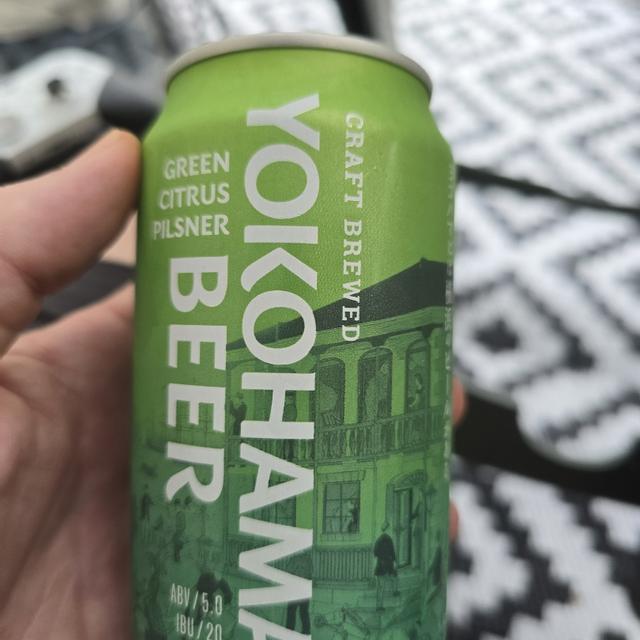 GREEN
CITRUS
PILSNER
CRAFT BREWED
YOKOHAMA
BEER
ABV/5.0
IBU/20